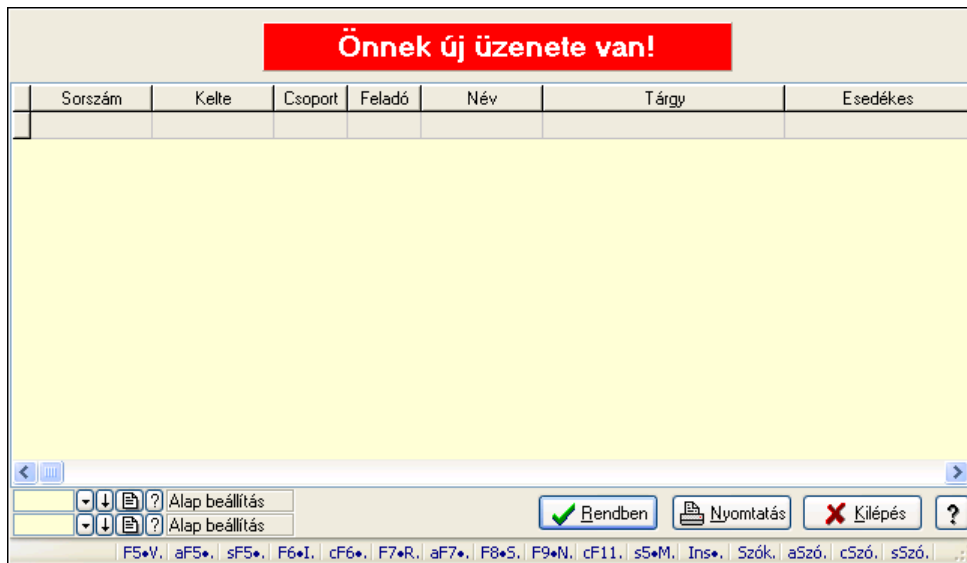 Önnek új üzenete van!
Sorszám Kelte Csoport Feladó Név Tárgy Esedékes
? Alap beállítás
? Alap beállítás
Rendben Nyomtatás Kilépés ?
F5•V. aF5•. sF5•. F6•I. cF6•. F7•R. aF7•. F8•S. F9•N. cF11. s5•M. Ins•. Szók. aSzó. cSzó. sSzó.